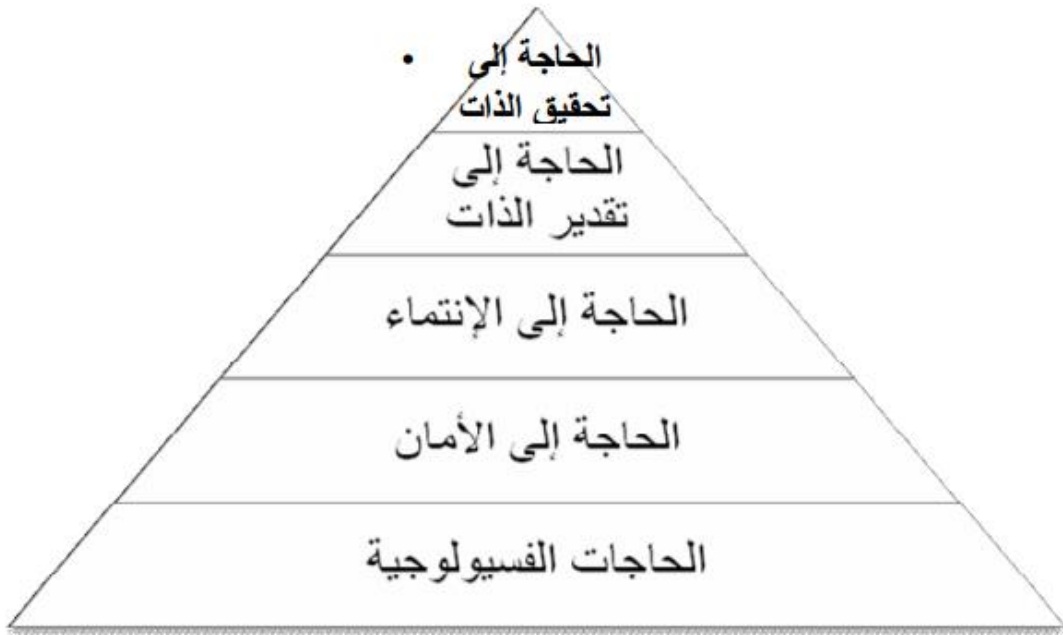 • الحاجة إلى
تحقيق الذات
الحاجة إلى
تقدير الذات
الحاجة إلى الإنتماء
الحاجة إلى الأمان
الحاجات الفسيولوجية